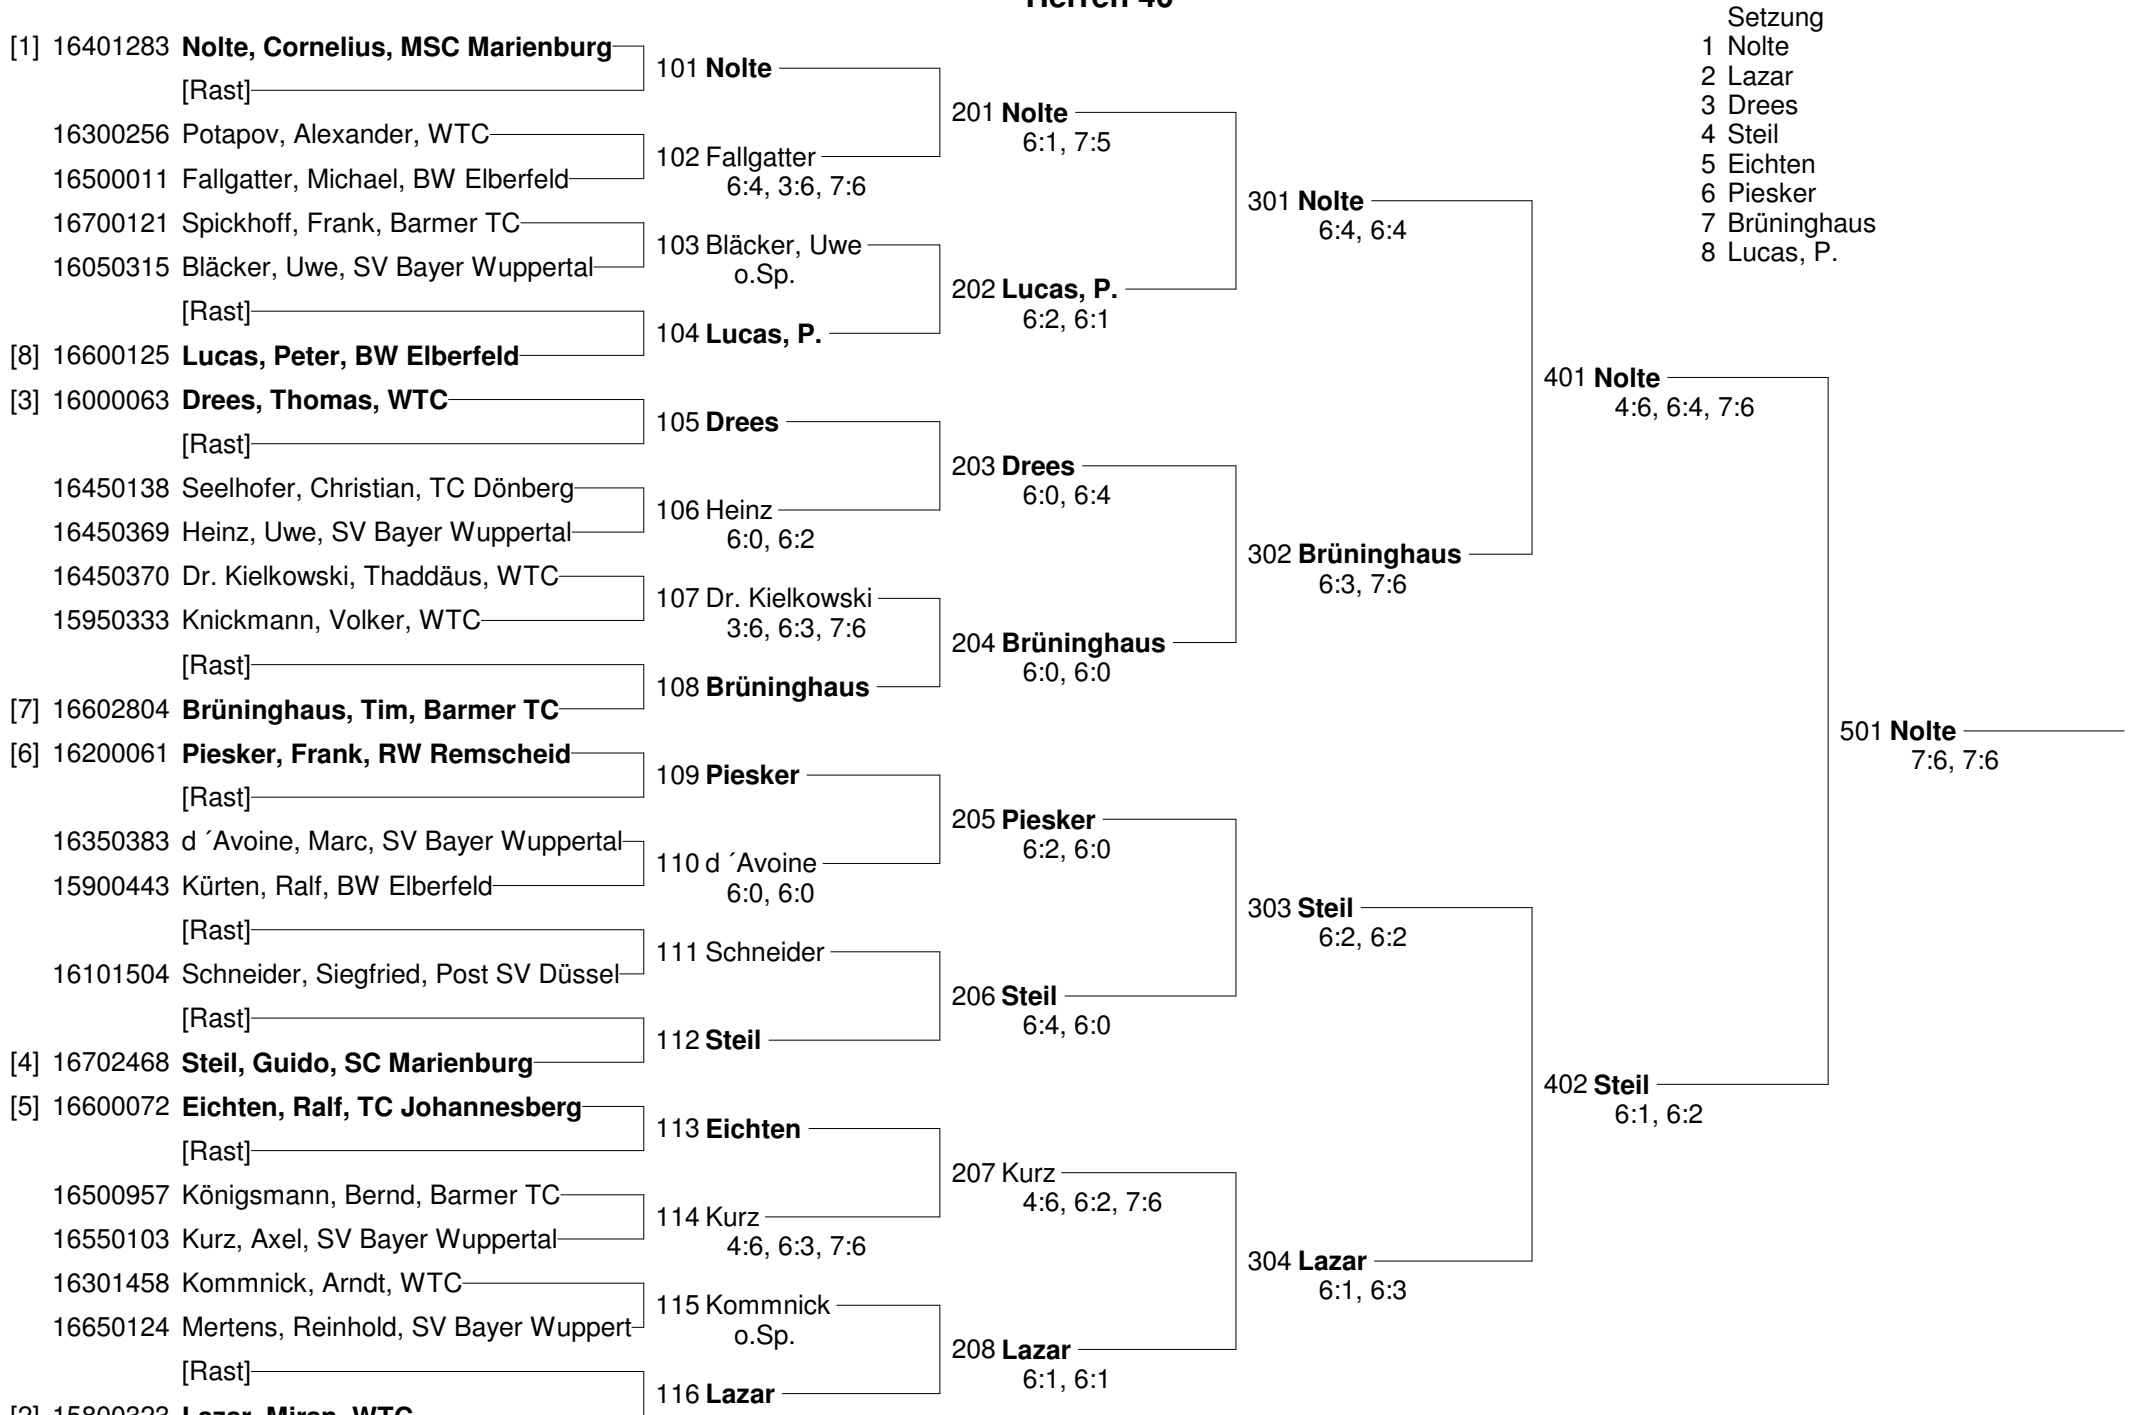 Herren 40
Setzung
1 Nolte
2 Lazar
3 Drees
4 Steil
5 Eichten
6 Piesker
7 Brüninghaus
8 Lucas, P.
[1] 16401283 Nolte, Cornelius, MSC Marienburg
[Rast]
16300256 Potapov, Alexander, WTC
16500011 Fallgatter, Michael, BW Elberfeld
16700121 Spickhoff, Frank, Barmer TC
16050315 Bläcker, Uwe, SV Bayer Wuppertal
[Rast]
[8] 16600125 Lucas, Peter, BW Elberfeld
[3] 16000063 Drees, Thomas, WTC
[Rast]
16450138 Seelhofer, Christian, TC Dönberg
16450369 Heinz, Uwe, SV Bayer Wuppertal
16450370 Dr. Kielkowski, Thaddäus, WTC
15950333 Knickmann, Volker, WTC
[Rast]
[7] 16602804 Brüninghaus, Tim, Barmer TC
[6] 16200061 Piesker, Frank, RW Remscheid
[Rast]
16350383 d ´Avoine, Marc, SV Bayer Wuppertal
15900443 Kürten, Ralf, BW Elberfeld
[Rast]
16101504 Schneider, Siegfried, Post SV Düssel
[Rast]
[4] 16702468 Steil, Guido, SC Marienburg
[5] 16600072 Eichten, Ralf, TC Johannesberg
[Rast]
16500957 Königsmann, Bernd, Barmer TC
16550103 Kurz, Axel, SV Bayer Wuppertal
16301458 Kommnick, Arndt, WTC
16650124 Mertens, Reinhold, SV Bayer Wuppert
[Rast]
[2] 15800323 Lazar, Miran, WTC
101 Nolte
102 Fallgatter
6:4, 3:6, 7:6
103 Bläcker, Uwe
o.Sp.
104 Lucas, P.
105 Drees
106 Heinz
6:0, 6:2
107 Dr. Kielkowski
3:6, 6:3, 7:6
108 Brüninghaus
109 Piesker
110 d ´Avoine
6:0, 6:0
111 Schneider
112 Steil
113 Eichten
114 Kurz
4:6, 6:3, 7:6
115 Kommnick
o.Sp.
116 Lazar
201 Nolte
6:1, 7:5
202 Lucas, P.
6:2, 6:1
203 Drees
6:0, 6:4
204 Brüninghaus
6:0, 6:0
205 Piesker
6:2, 6:0
206 Steil
6:4, 6:0
207 Kurz
4:6, 6:2, 7:6
208 Lazar
6:1, 6:1
301 Nolte
6:4, 6:4
302 Brüninghaus
6:3, 7:6
303 Steil
6:2, 6:2
304 Lazar
6:1, 6:3
401 Nolte
4:6, 6:4, 7:6
402 Steil
6:1, 6:2
501 Nolte
7:6, 7:6